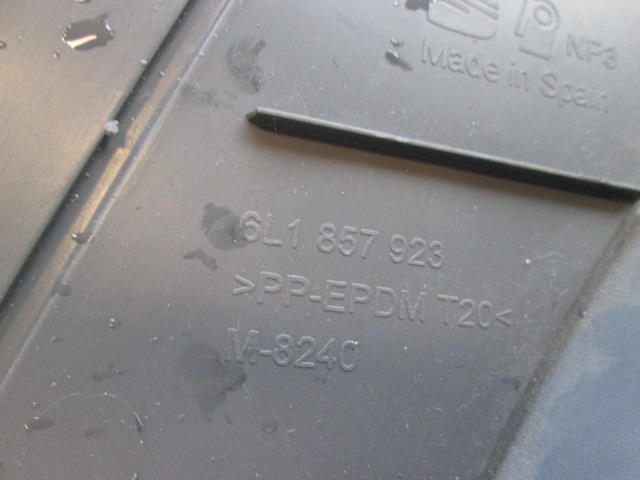 NP3
Made in Spain
6L1 857 923
>PP-EPDM T20<
M-8240